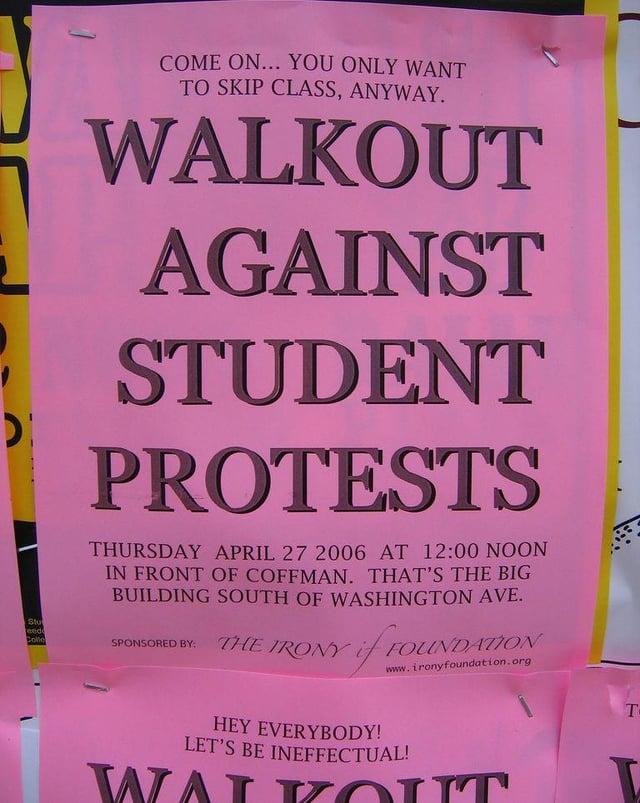 COME ON... YOU ONLY WANT
TO SKIP CLASS, ANYWAY.
WALKOUT
AGAINST
STUDENT
PROTESTS
THURSDAY APRIL 27 2006 AT 12:00 NOON
IN FRONT OF COFFMAN. THAT'S THE BIG
BUILDING SOUTH OF WASHINGTON AVE.
SPONSORED BY: THE IRONY if FOUNDATION
www.ironyfoundation.org
HEY EVERYBODY!
LET'S BE INEFFECTUAL!
WALKOUT